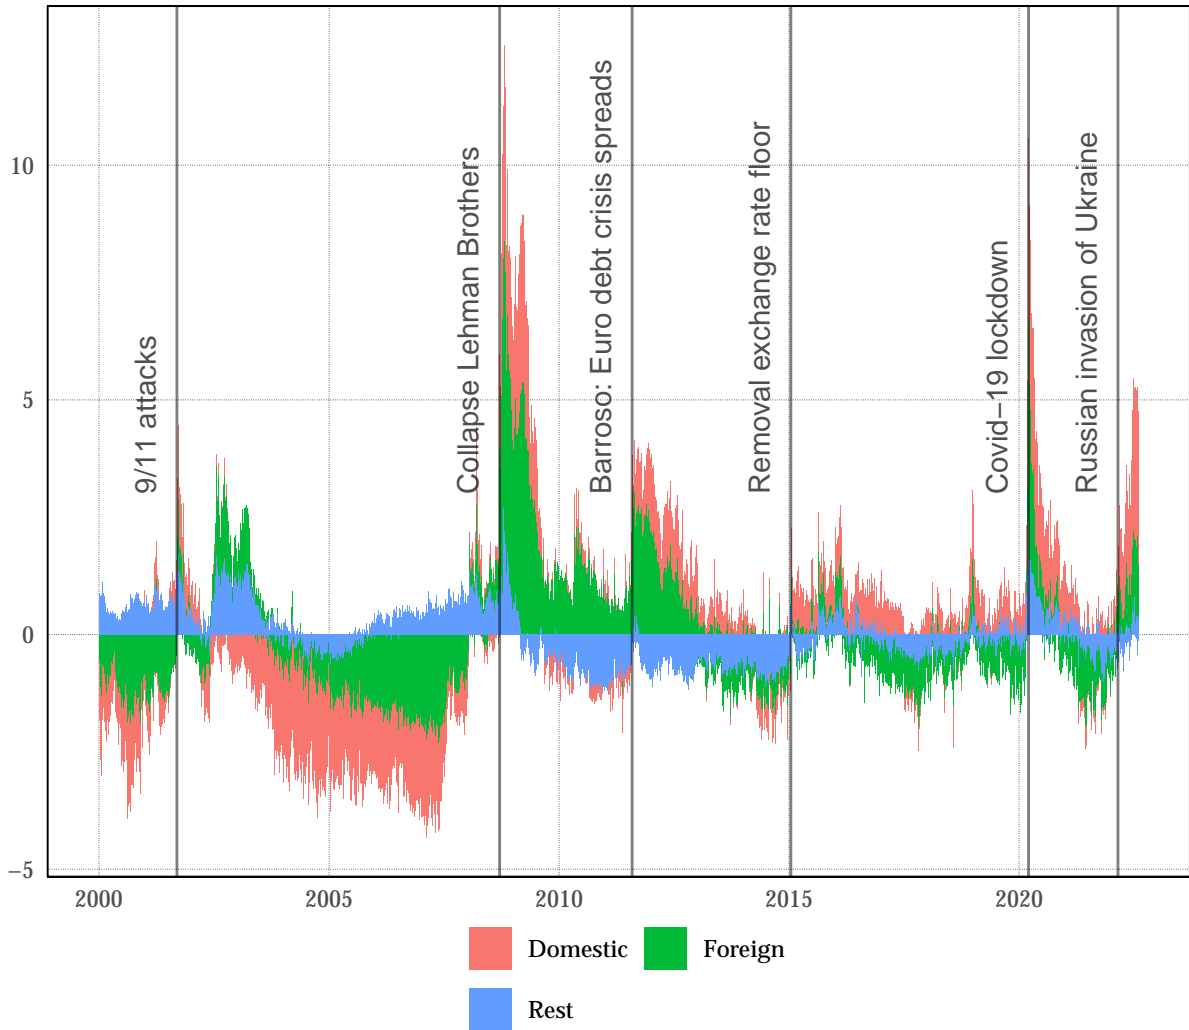 10
5
0
−5
9/11 attacks
Collapse Lehman Brothers
Barroso: Euro debt crisis spreads
Removal exchange rate floor
Covid−19 lockdown
Russian invasion of Ukraine
2000 2005 2010 2015 2020
Domestic Foreign
Rest